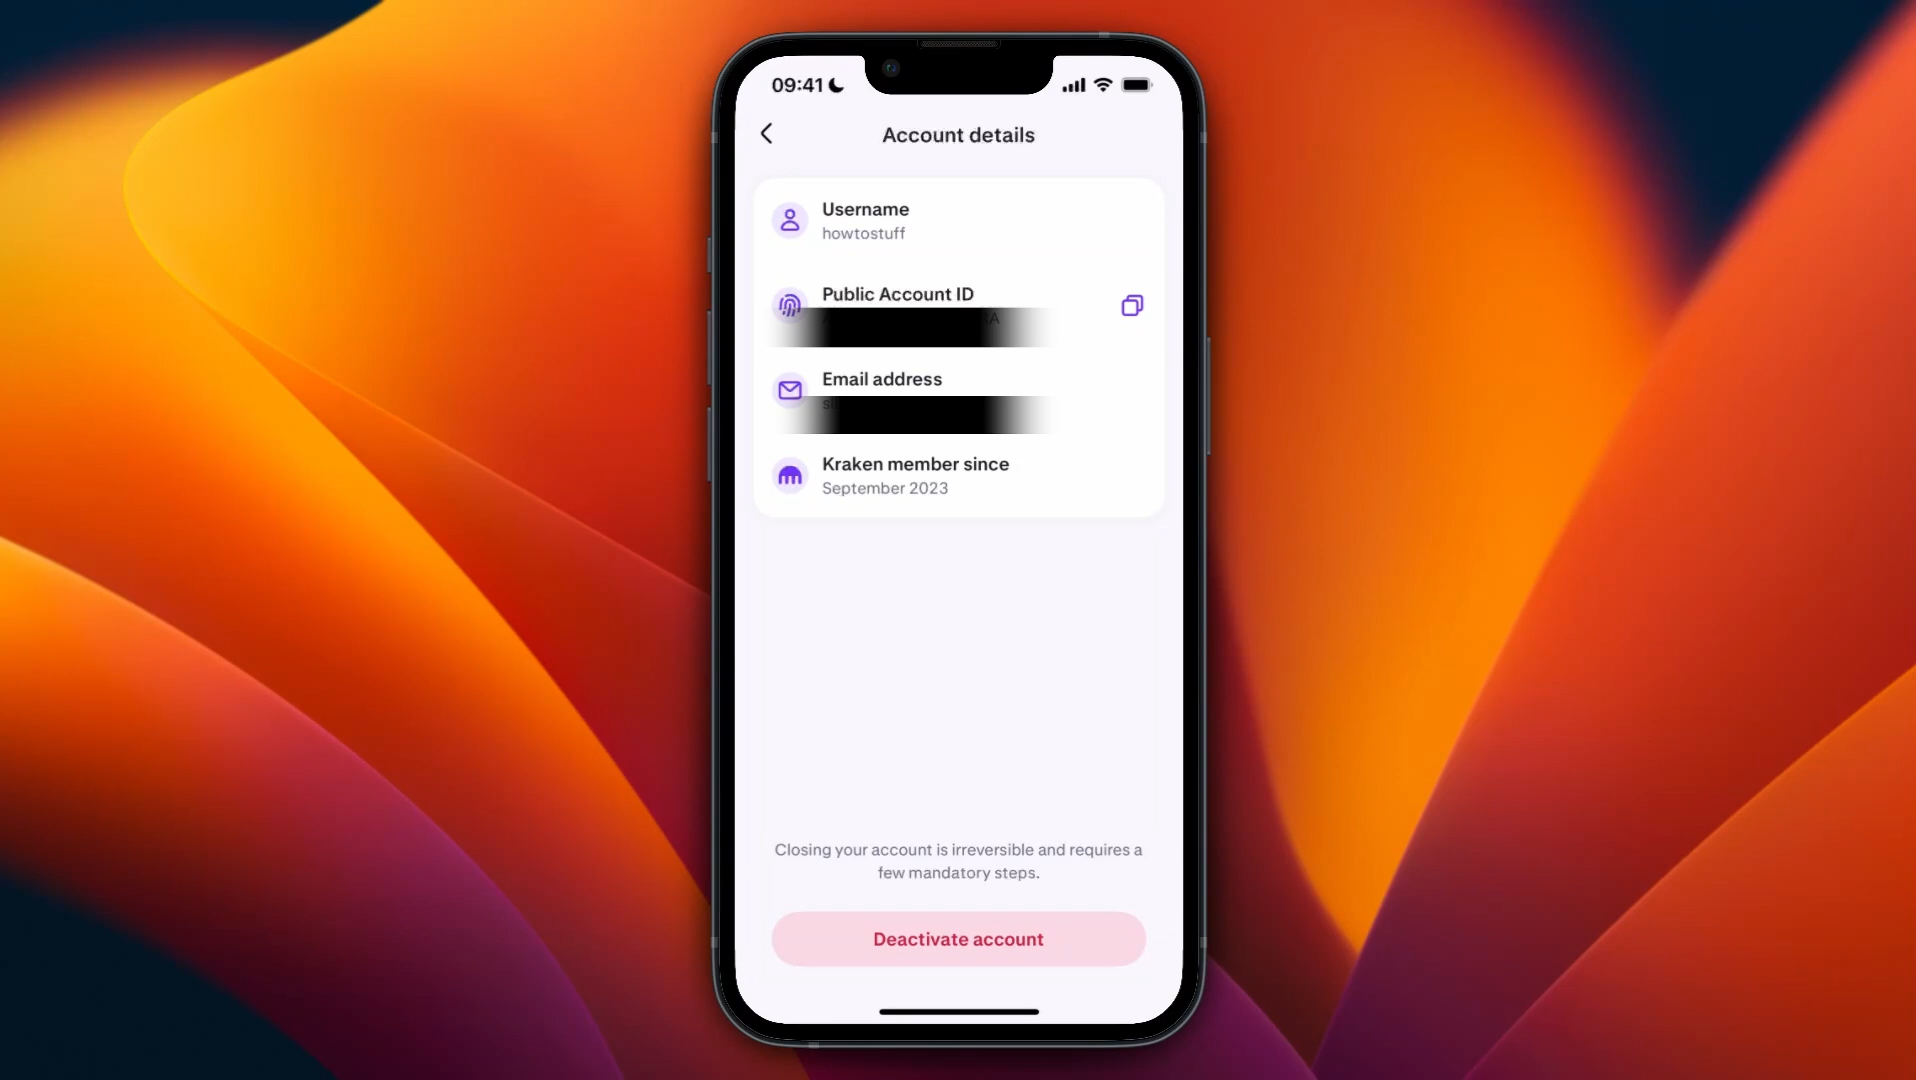 09:41
Account details
Username
howtostuff
Public Account ID
Email address
Kraken member since
September 2023
Closing your account is irreversible and requires a
few mandatory steps.
Deactivate account